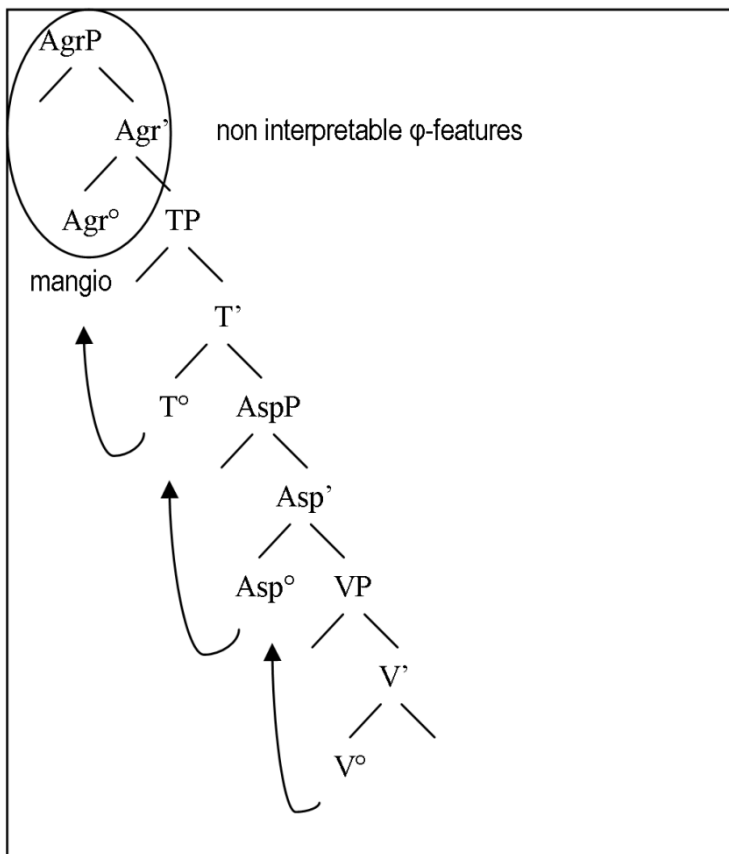 AgrP
Agr’ non interpretable φ-features
Agr° TP
mangio
T’
T° AspP
Asp’
Asp° VP
V’
V°